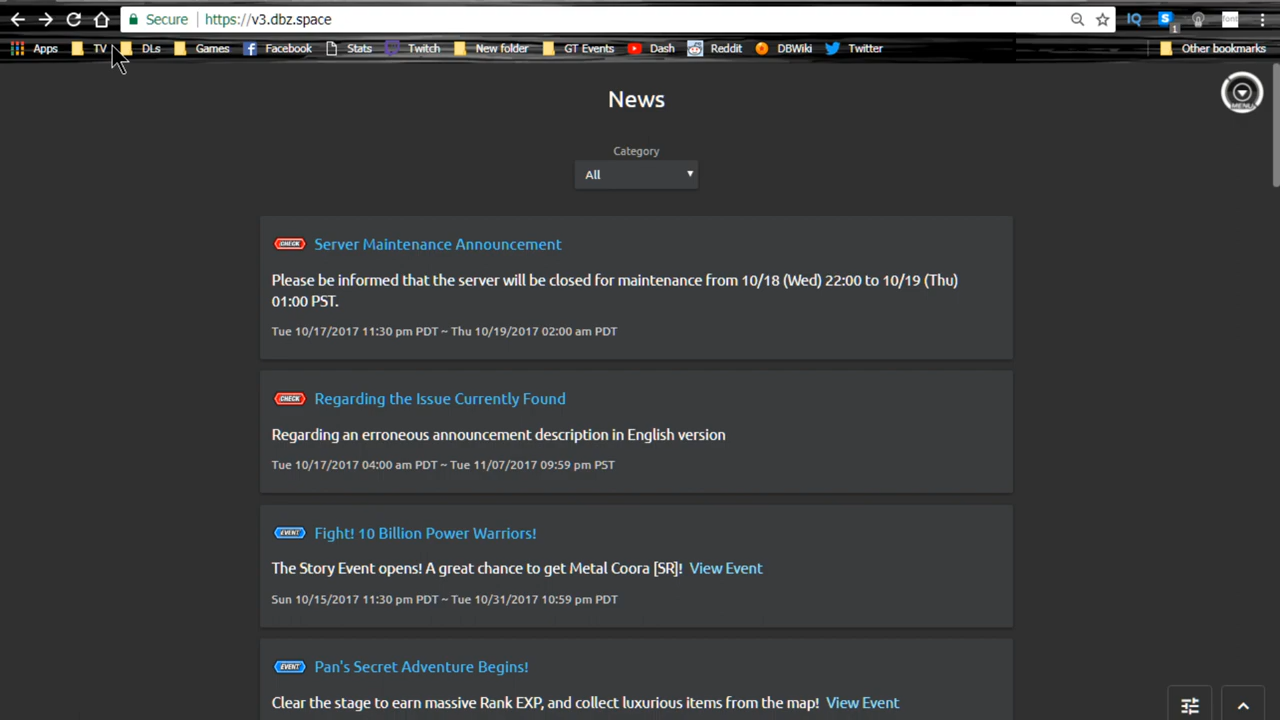 Secure https://v3.dbz.space
Apps TV DLs Games Facebook Stats Twitch New folder GT Events Dash Reddit DBWiki Twitter Other bookmarks
News
MENU
Category
All
CHECK Server Maintenance Announcement
Please be informed that the server will be closed for maintenance from 10/18 (Wed) 22:00 to 10/19 (Thu)
01:00 PST.
Tue 10/17/2017 11:30 pm PDT ~ Thu 10/19/2017 02:00 am PDT
CHECK Regarding the Issue Currently Found
Regarding an erroneous announcement description in English version
Tue 10/17/2017 04:00 am PDT ~ Tue 11/07/2017 09:59 pm PST
EVENT Fight! 10 Billion Power Warriors!
The Story Event opens! A great chance to get Metal Coora [SR]! View Event
Sun 10/15/2017 11:30 pm PDT ~ Tue 10/31/2017 10:59 pm PDT
EVENT Pan's Secret Adventure Begins!
Clear the stage to earn massive Rank EXP, and collect luxurious items from the map! View Event